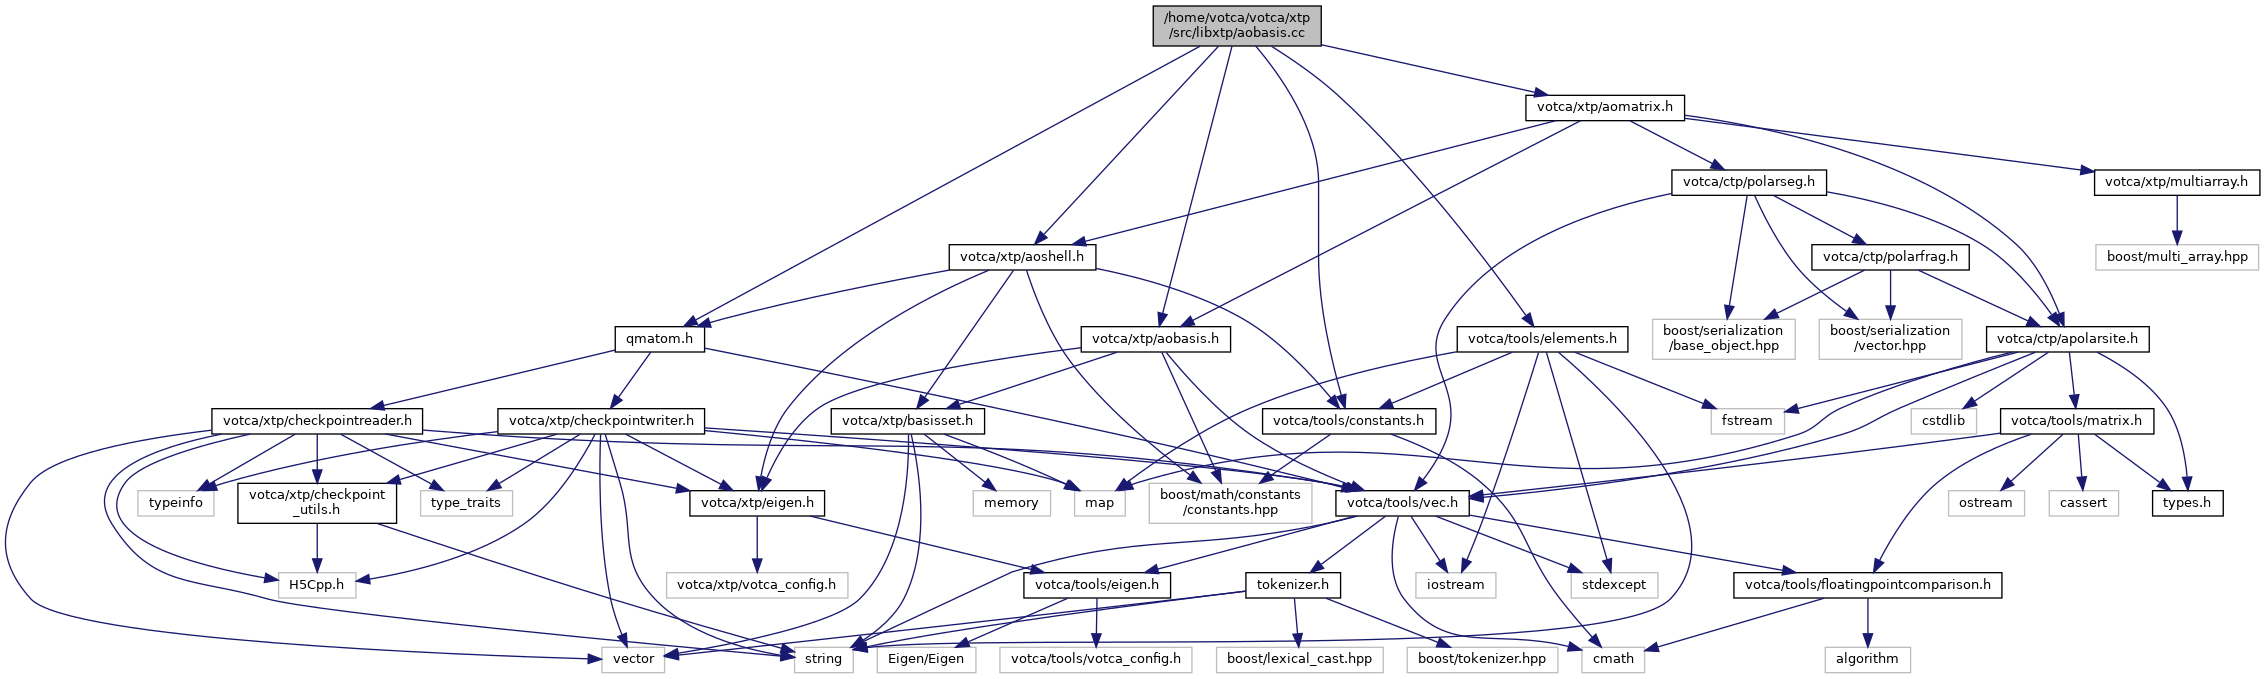 /home/votca/votca/xtp
/src/libxtp/aobasis.cc
votca/xtp/aomatrix.h
votca/ctp/polarseg.h
votca/xtp/multiarray.h
votca/xtp/aoshell.h
votca/ctp/polarfrag.h
boost/multi_array.hpp
qmatom.h
votca/xtp/aobasis.h
votca/tools/elements.h
boost/serialization
/base_object.hpp
boost/serialization
/vector.hpp
votca/ctp/apolarsite.h
votca/xtp/checkpointreader.h
votca/xtp/checkpointwriter.h
votca/xtp/basisset.h
votca/tools/constants.h
fstream
cstdlib
votca/tools/matrix.h
typeinfo
votca/xtp/checkpoint
_utils.h
type_traits
votca/xtp/eigen.h
memory
map
boost/math/constants
/constants.hpp
votca/tools/vec.h
ostream
cassert
types.h
H5Cpp.h
votca/xtp/votca_config.h
votca/tools/eigen.h
tokenizer.h
iostream
stdexcept
votca/tools/floatingpointcomparison.h
vector
string
Eigen/Eigen
votca/tools/votca_config.h
boost/lexical_cast.hpp
boost/tokenizer.hpp
cmath
algorithm